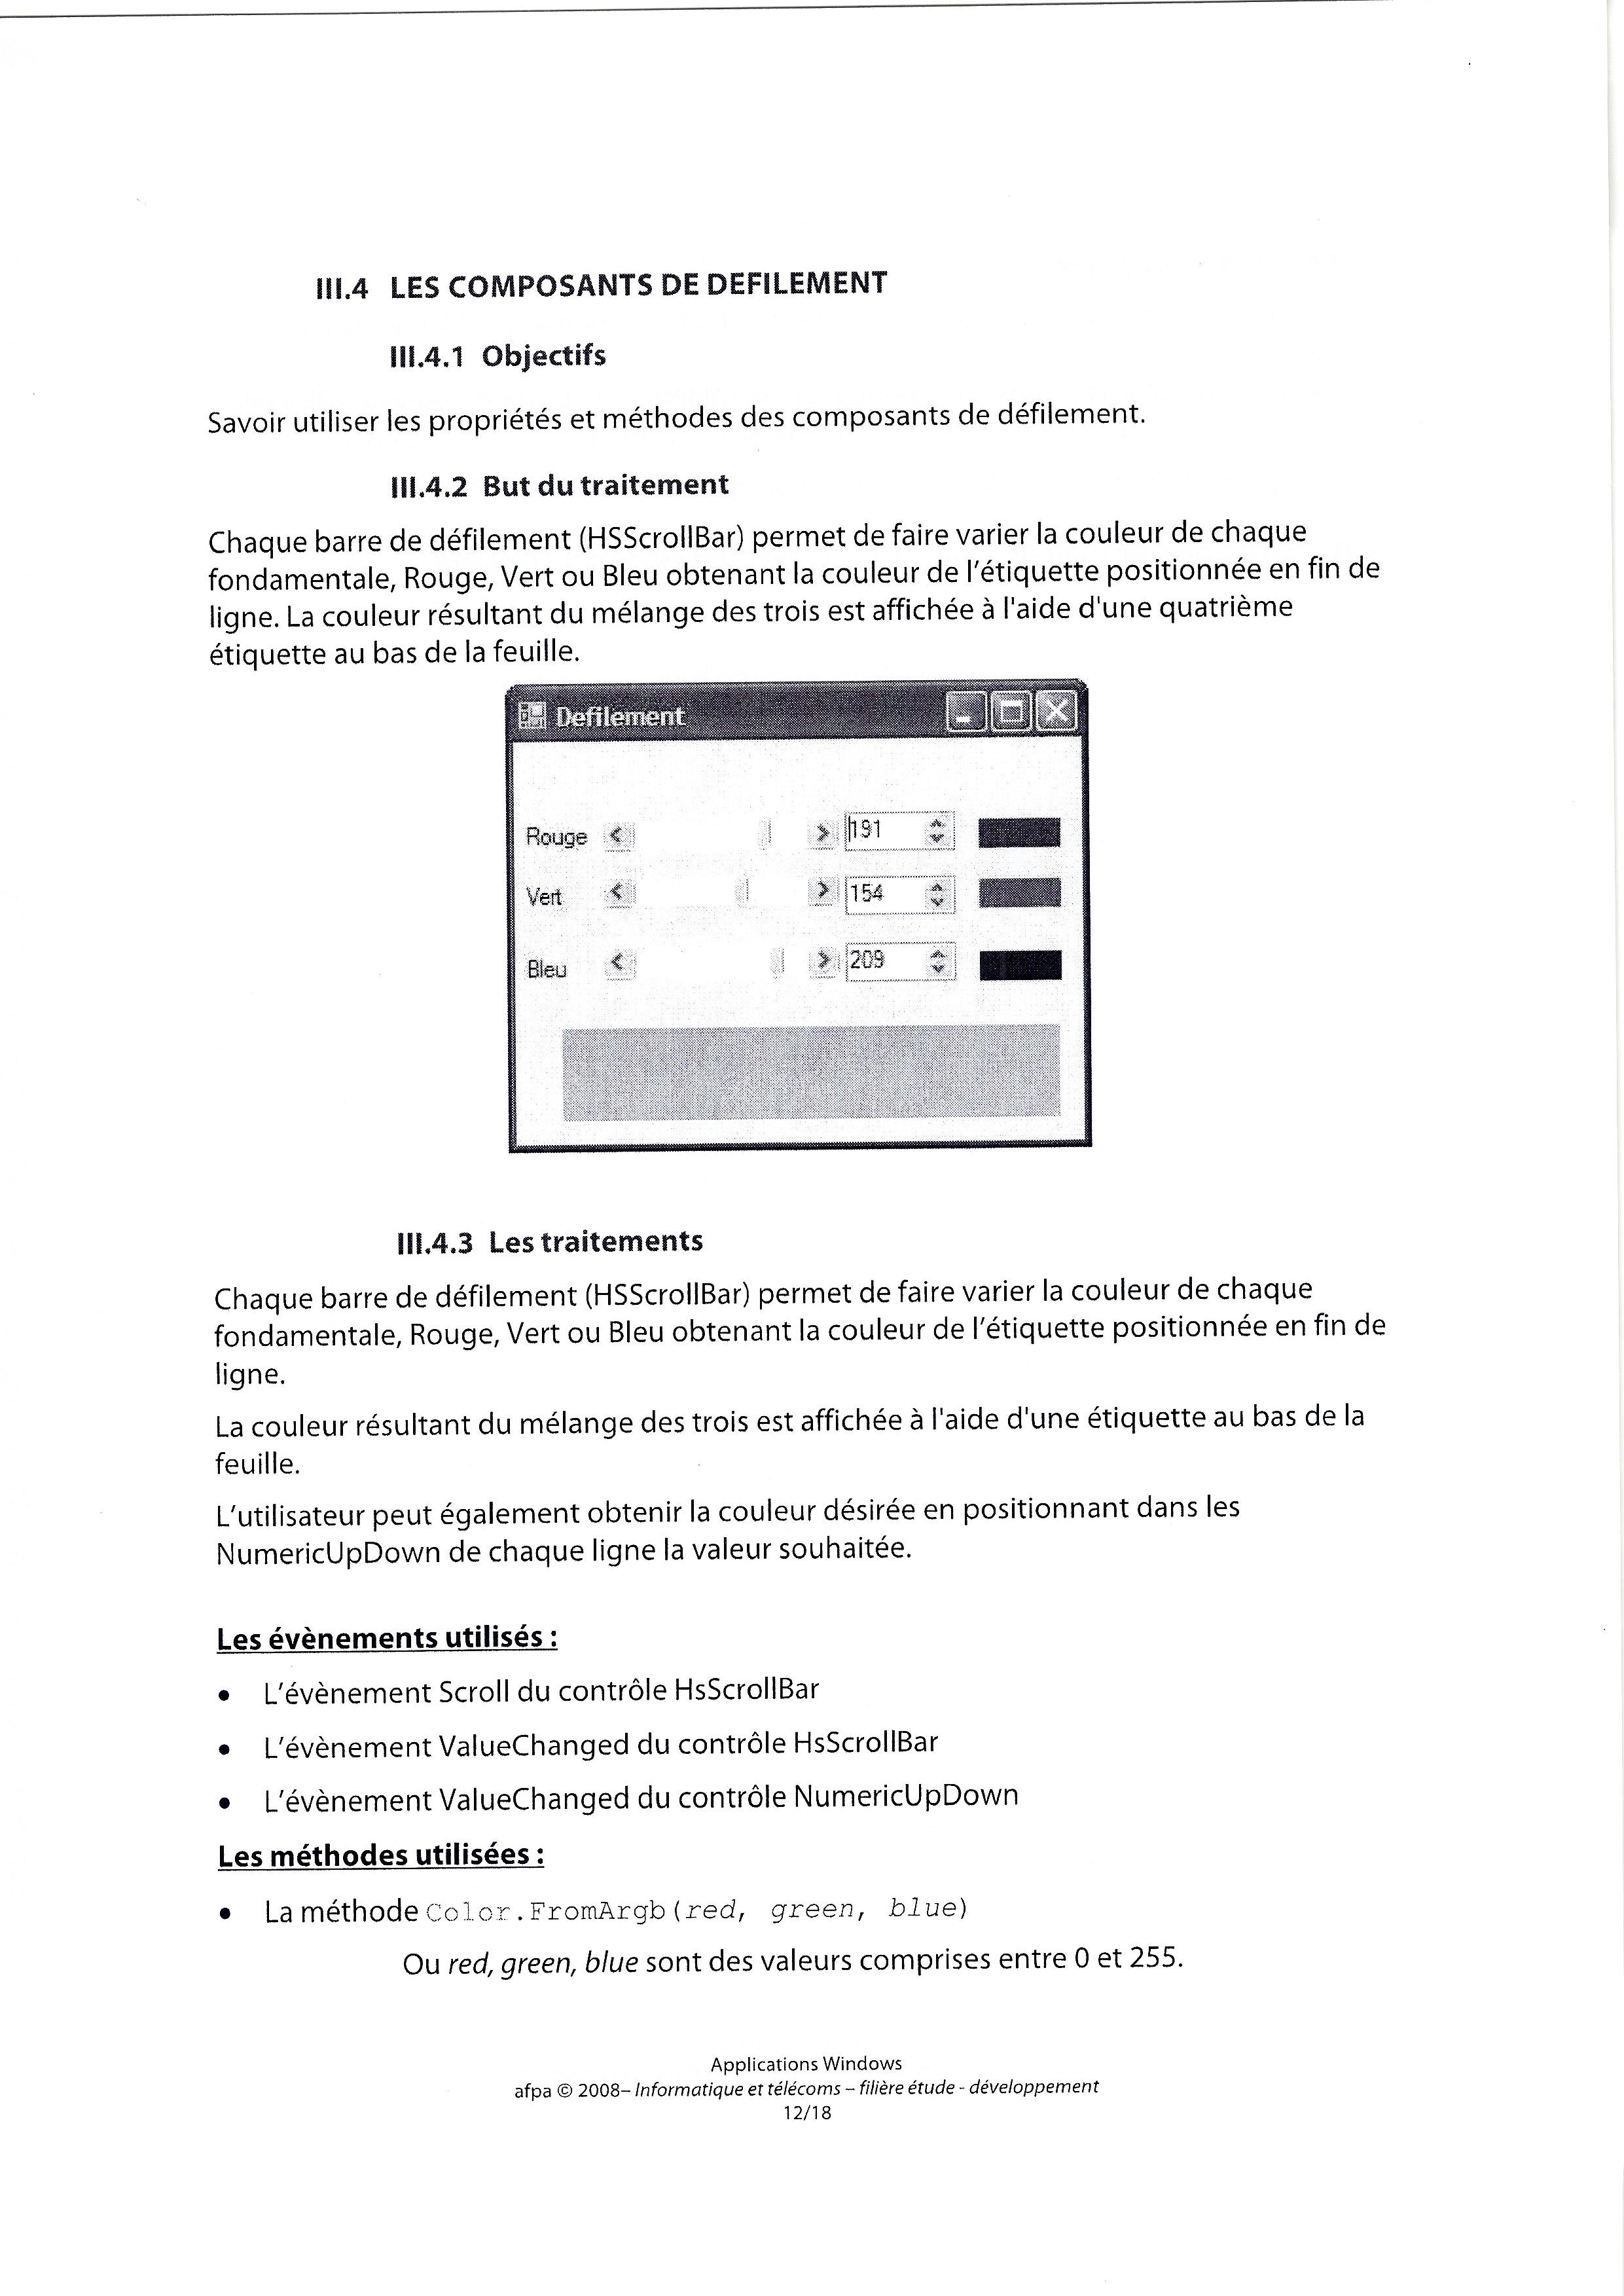 III.4 LES COMPOSANTS DE DEFILEMENT
III.4.1 Objectifs
Savoir utiliser les propriétés et méthodes des composants de défilement.
III.4.2 But du traitement
Chaque barre de défilement (HSScrollBar) permet de faire varier la couleur de chaque
fondamentale, Rouge, Vert ou Bleu obtenant la couleur de l’étiquette positionnée en fin de
ligne. La couleur résultant du mélange des trois est affichée à l'aide d'une quatrième
étiquette au bas de la feuille.
Defilement
Rouge 191
Vert 154
Bleu 209
III.4.3 Les traitements
Chaque barre de défilement (HSScrollBar) permet de faire varier la couleur de chaque
fondamentale, Rouge, Vert ou Bleu obtenant la couleur de l’étiquette positionnée en fin de
ligne.
La couleur résultant du mélange des trois est affichée à l'aide d'une étiquette au bas de la
feuille.
L’utilisateur peut également obtenir la couleur désirée en positionnant dans les
NumericUpDown de chaque ligne la valeur souhaitée.
Les évènements utilisés :
• L’évènement Scroll du contrôle HsScrollBar
• L’évènement ValueChanged du contrôle HsScrollBar
• L’évènement ValueChanged du contrôle NumericUpDown
Les méthodes utilisées :
• La méthode Color.FromArgb(red, green, blue)
Ou red, green, blue sont des valeurs comprises entre 0 et 255.
Applications Windows
afpa © 2008– Informatique et télécoms – filière étude - développement
12/18